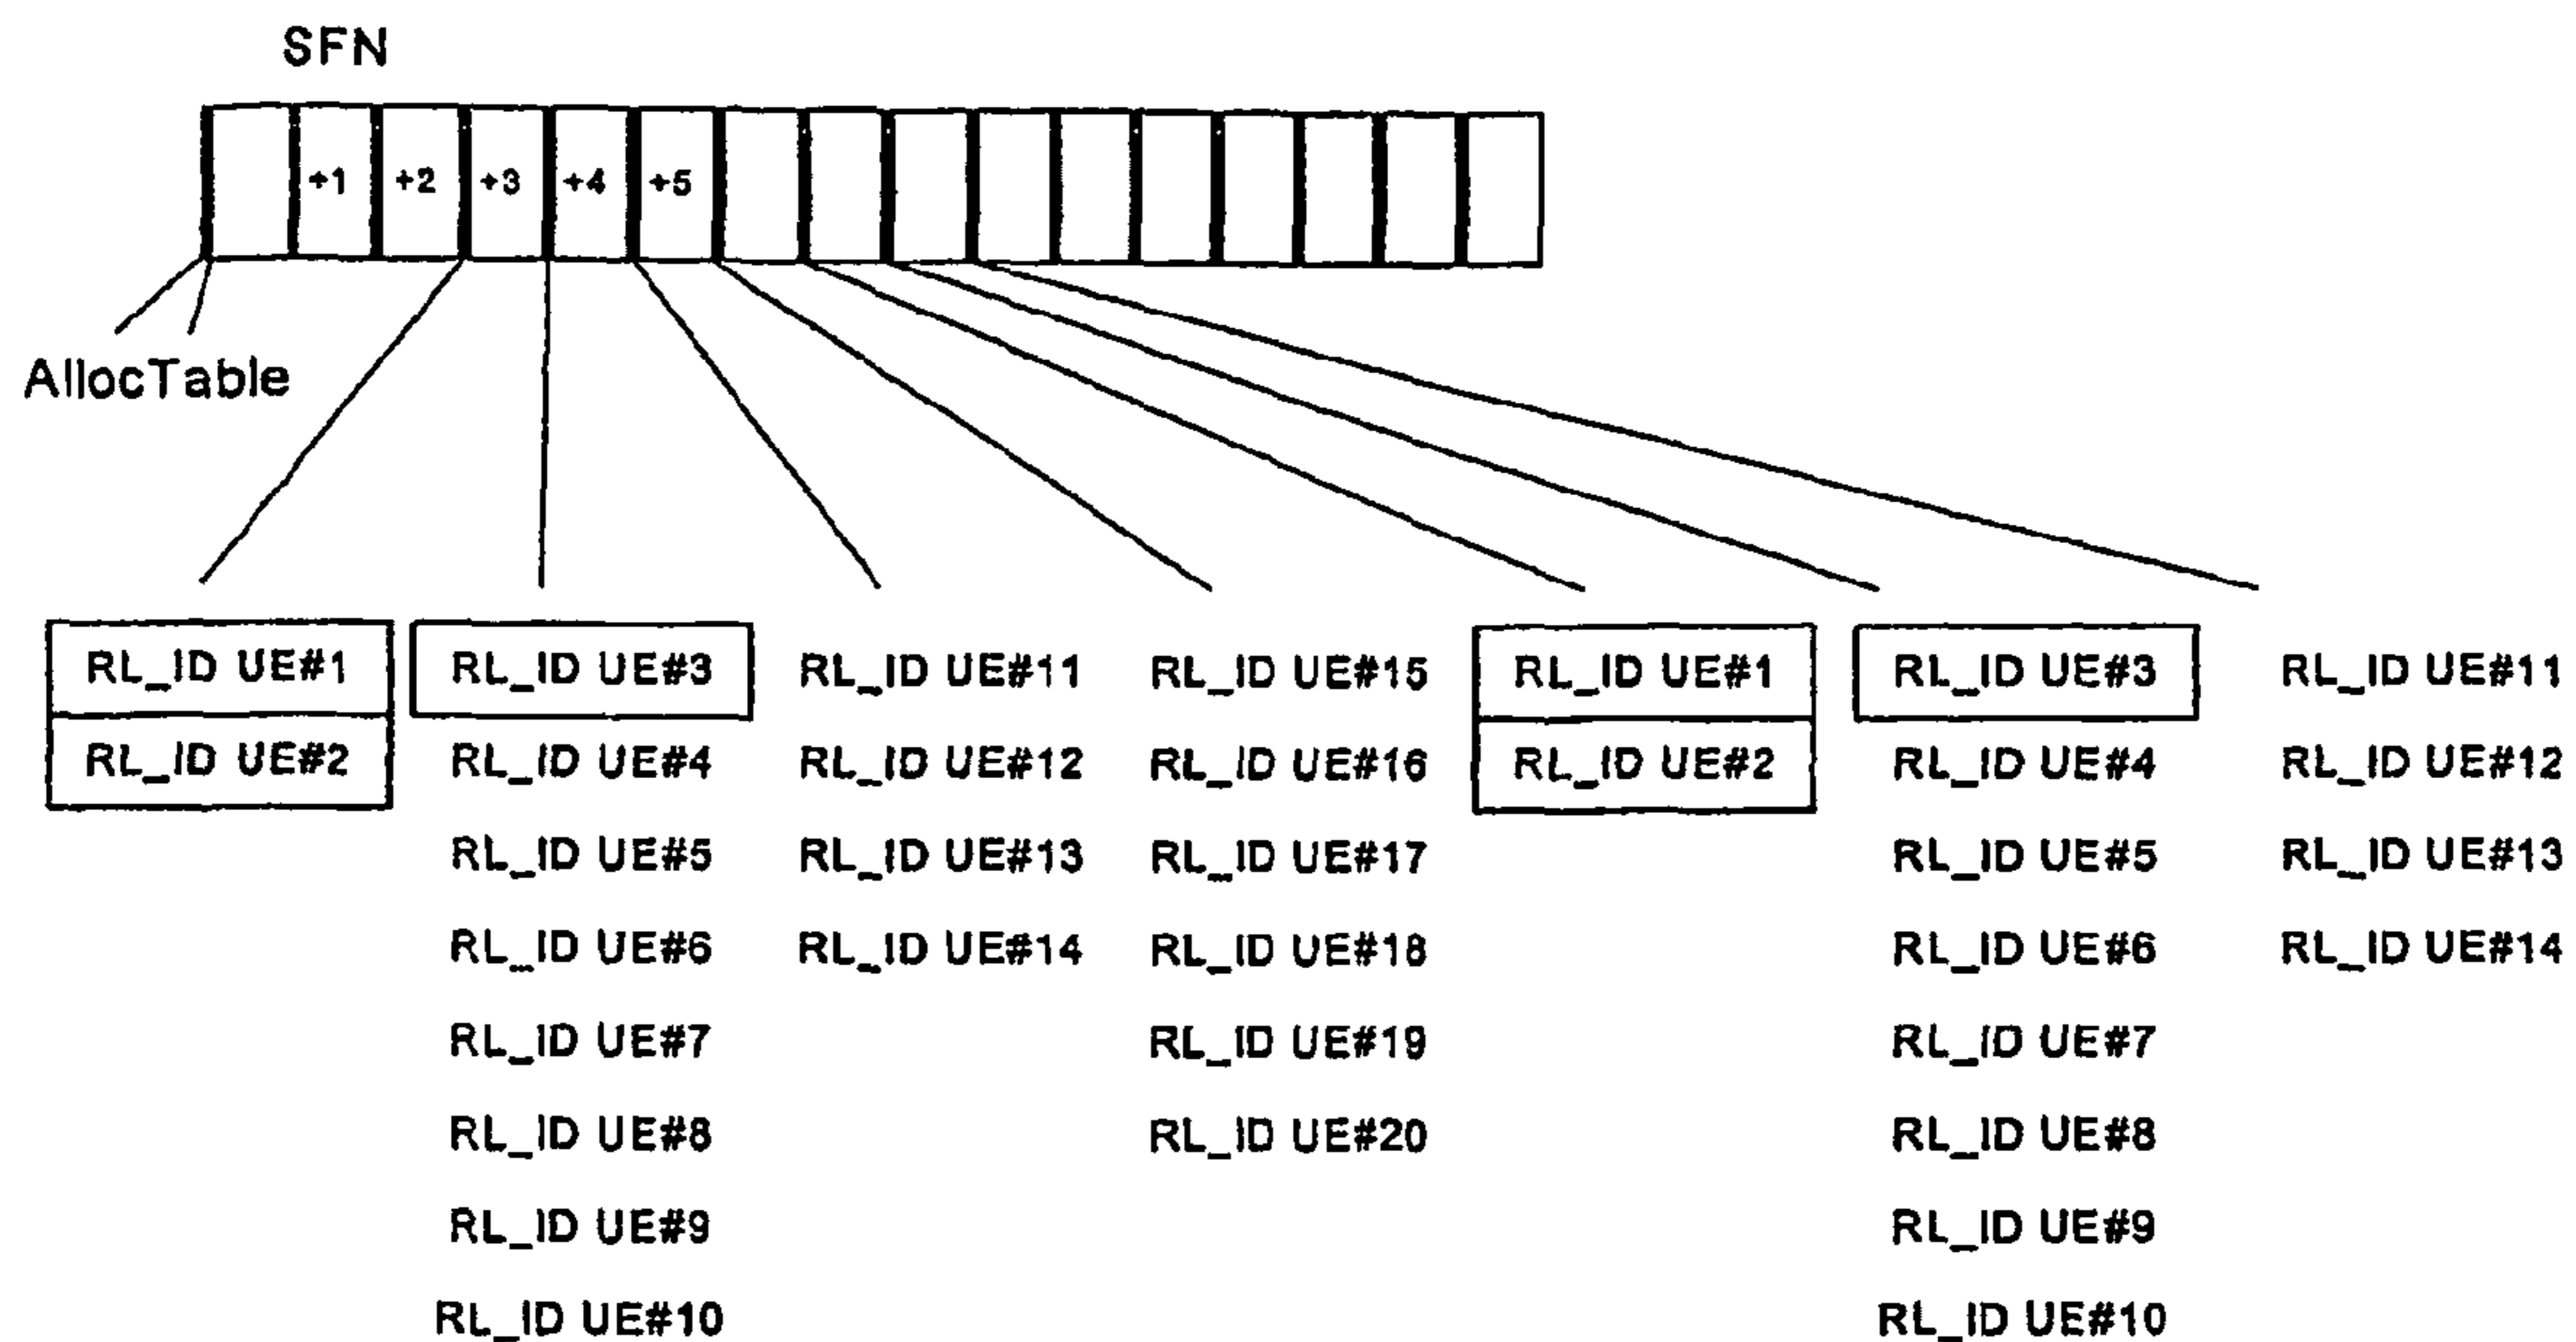 SFN
+1 +2 +3 +4 +5
AllocTable
RL_ID UE#1 RL_ID UE#3 RL_ID UE#11 RL_ID UE#15 RL_ID UE#1 RL_ID UE#3 RL_ID UE#11
RL_ID UE#2 RL_ID UE#4 RL_ID UE#12 RL_ID UE#16 RL_ID UE#2 RL_ID UE#4 RL_ID UE#12
RL_ID UE#5 RL_ID UE#13 RL_ID UE#17 RL_ID UE#5 RL_ID UE#13
RL_ID UE#6 RL_ID UE#14 RL_ID UE#18 RL_ID UE#6 RL_ID UE#14
RL_ID UE#7 RL_ID UE#19 RL_ID UE#7
RL_ID UE#8 RL_ID UE#20 RL_ID UE#8
RL_ID UE#9 RL_ID UE#9
RL_ID UE#10 RL_ID UE#10